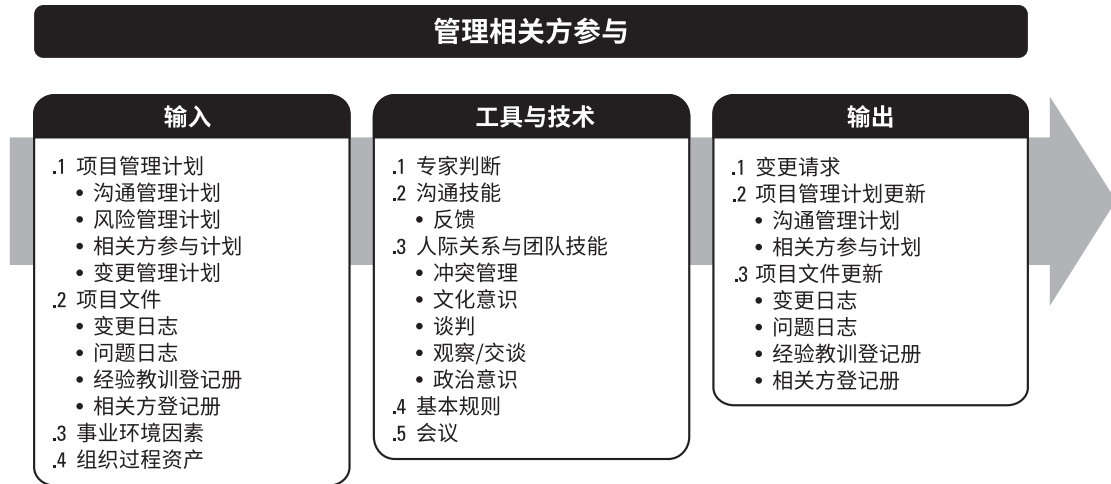 管理相关方参与
输入
.1 项目管理计划
• 沟通管理计划
• 风险管理计划
• 相关方参与计划
• 变更管理计划
.2 项目文件
• 变更日志
• 问题日志
• 经验教训登记册
• 相关方登记册
.3 事业环境因素
.4 组织过程资产
工具与技术
.1 专家判断
.2 沟通技能
• 反馈
.3 人际关系与团队技能
• 冲突管理
• 文化意识
• 谈判
• 观察/交谈
• 政治意识
.4 基本规则
.5 会议
输出
.1 变更请求
.2 项目管理计划更新
• 沟通管理计划
• 相关方参与计划
.3 项目文件更新
• 变更日志
• 问题日志
• 经验教训登记册
• 相关方登记册